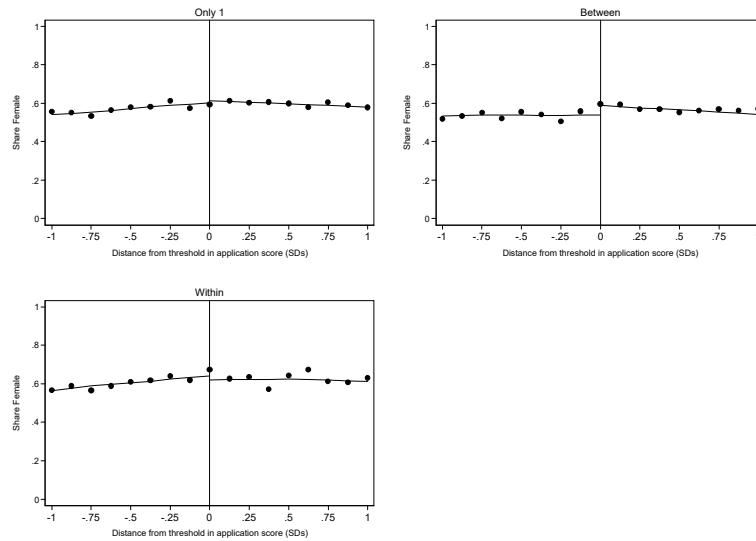 Only 1
1
.8
.6
.4
.2
0
Share Female
-1 -.75 -.5 -.25 0 .25 .5 .75 1
Distance from threshold in application score (SDs)
Between
1
.8
.6
.4
.2
0
Share Female
-1 -.75 -.5 -.25 0 .25 .5 .75 1
Distance from threshold in application score (SDs)
Within
1
.8
.6
.4
.2
0
Share Female
-1 -.75 -.5 -.25 0 .25 .5 .75 1
Distance from threshold in application score (SDs)